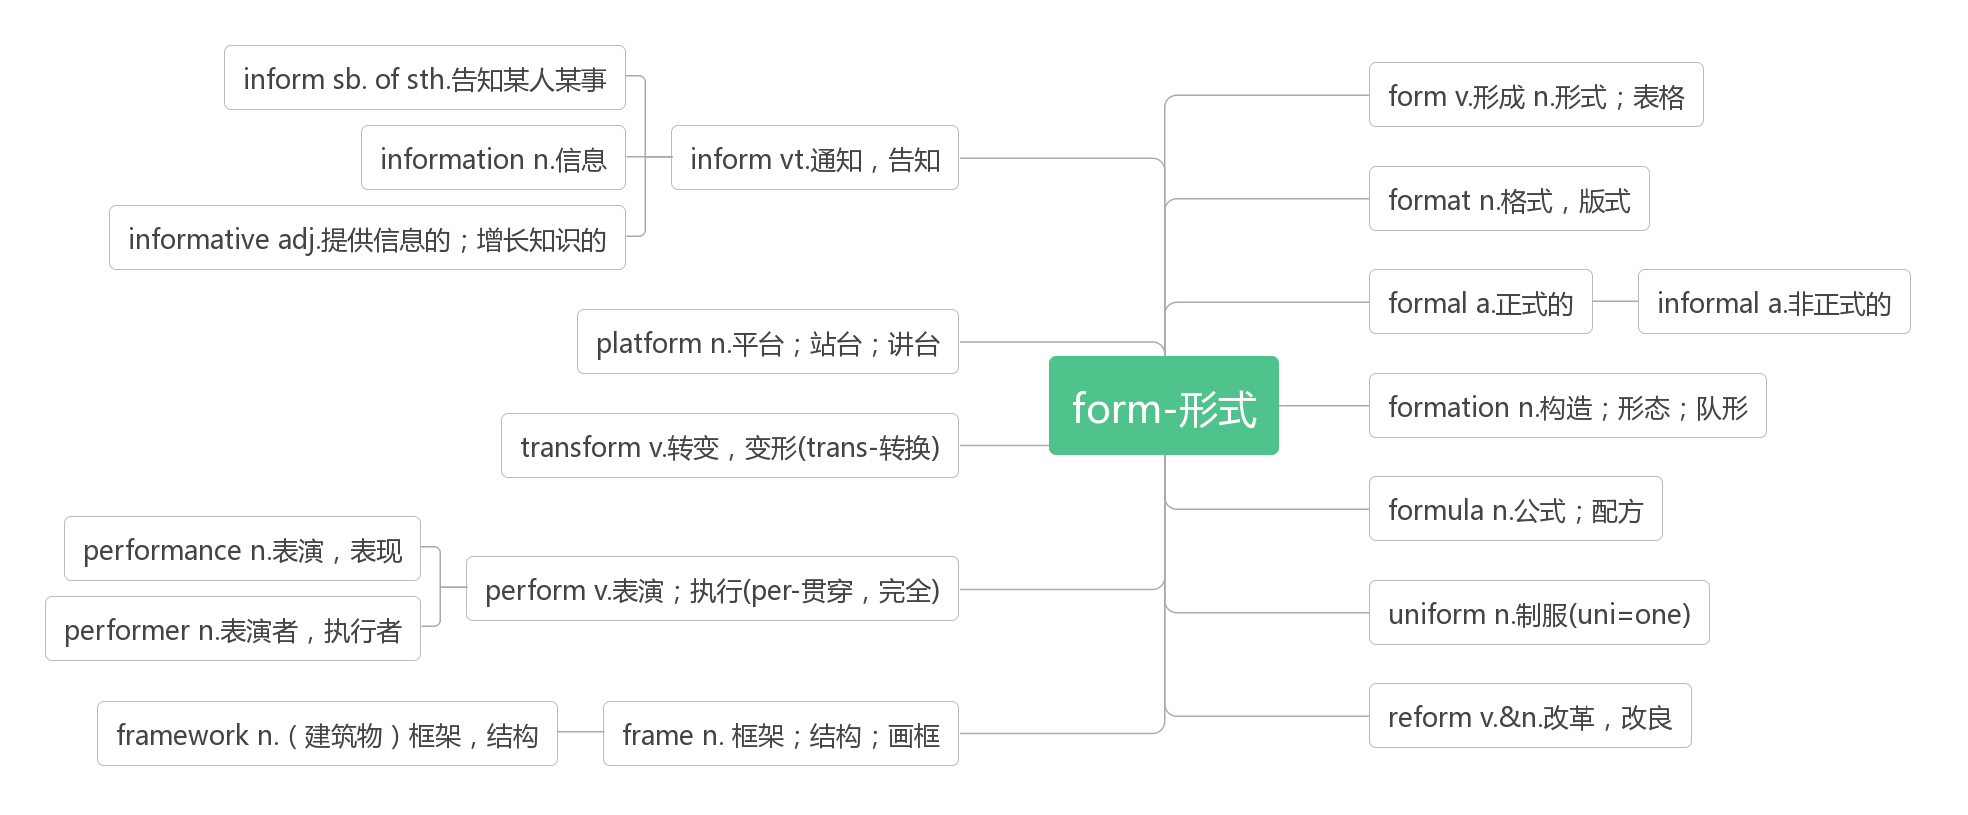 form-形式
form v.形成 n.形式；表格
format n.格式，版式
formal a.正式的
informal a.非正式的
formation n.构造；形态；队形
formula n.公式；配方
uniform n.制服(uni=one)
reform v.&n.改革，改良
inform vt.通知，告知
inform sb. of sth.告知某人某事
information n.信息
informative adj.提供信息的；增长知识的
platform n.平台；站台；讲台
transform v.转变，变形(trans-转换)
perform v.表演；执行(per-贯穿，完全)
performance n.表演，表现
performer n.表演者，执行者
frame n. 框架；结构；画框
framework n.（建筑物）框架，结构